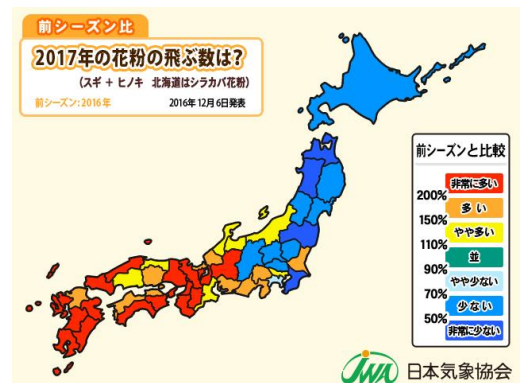 前シーズン比
2017年の花粉の飛ぶ数は?
(スギ + ヒノキ 北海道はシラカバ花粉)
前シーズン:2016年 2016年12月6日発表
前シーズンと比較
非常に多い
200%
多い
150%
やや多い
110%
並
90%
やや少ない
70%
少ない
50%
非常に少ない
JWA 日本気象協会